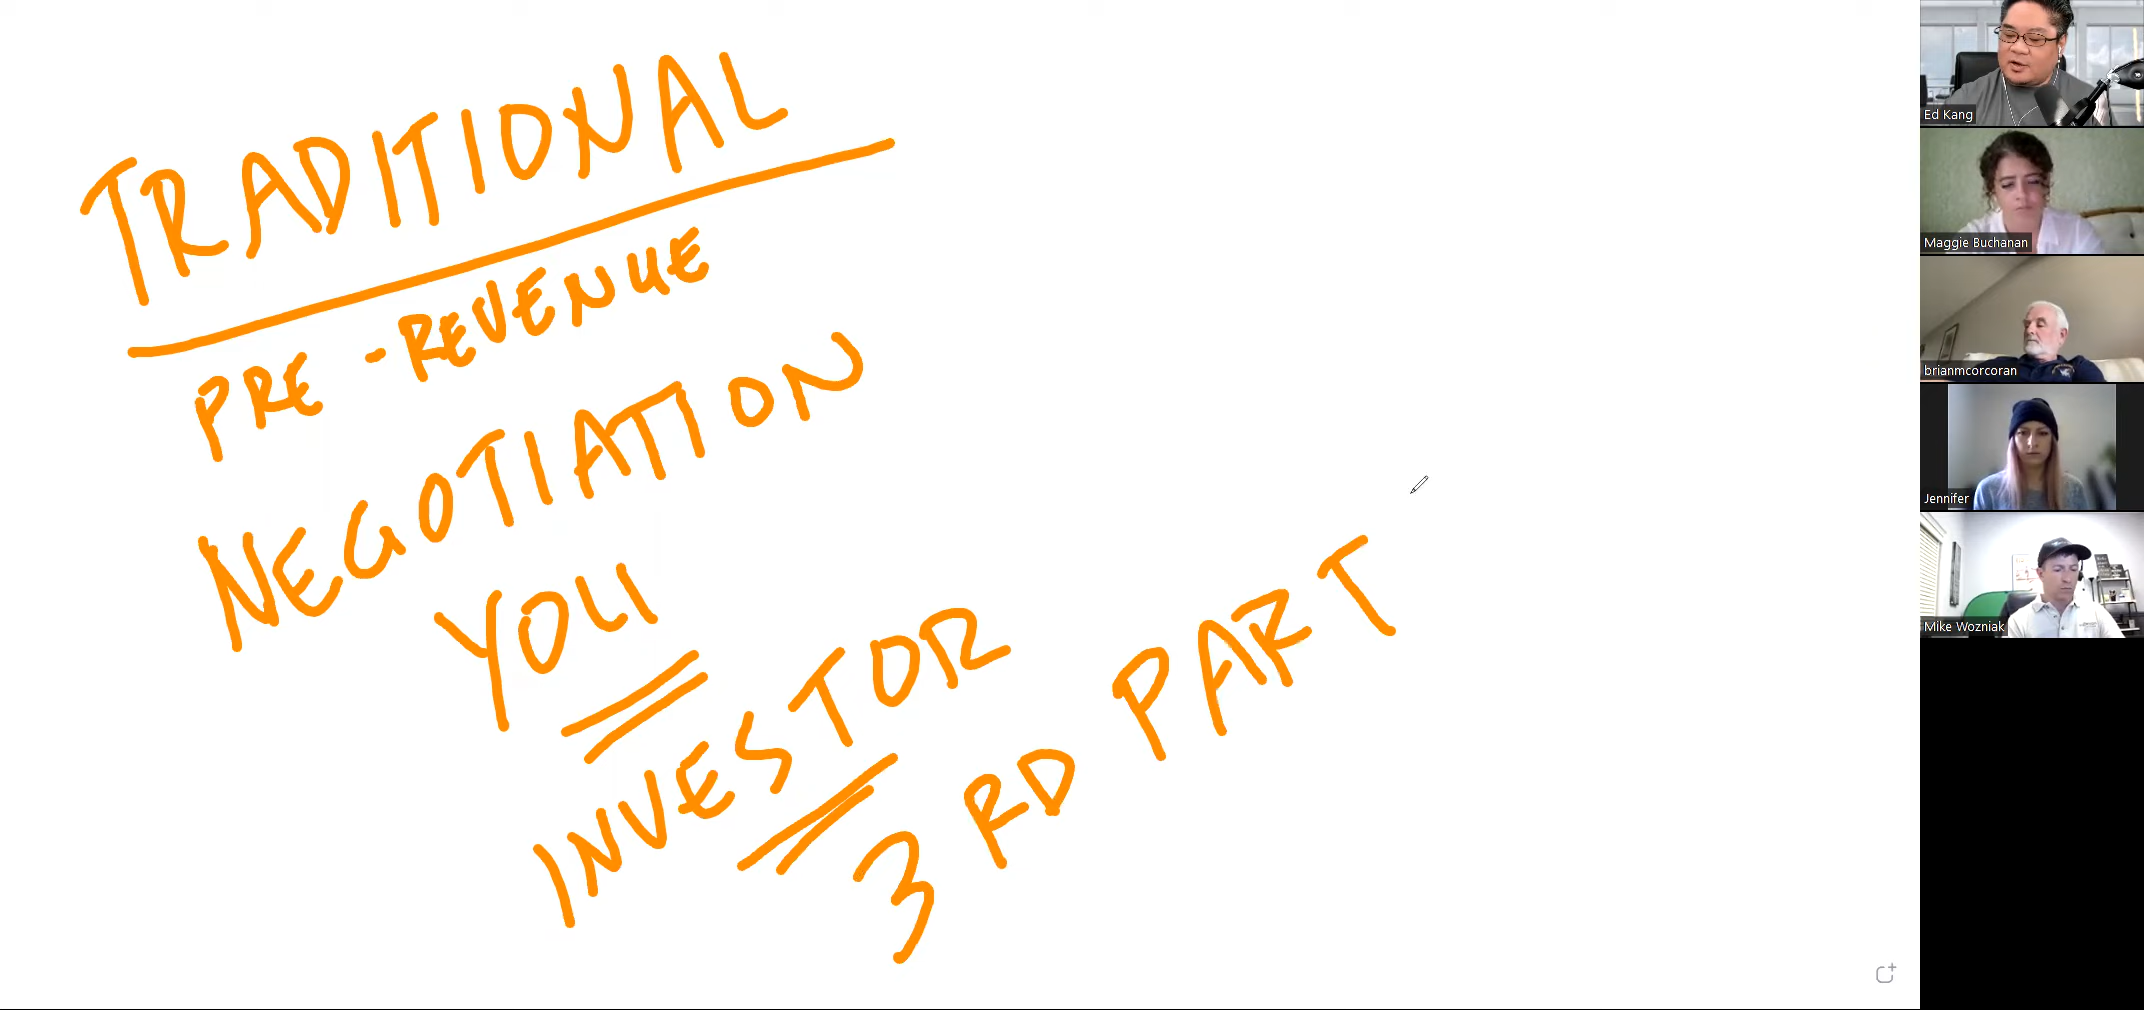 TRADITIONAL
PRE-REVENUE
NEGOTIATION
YOU
INVESTOR
3RD PART
Ed Kang
Maggie Buchanan
brianmcorcoran
Jennifer
Mike Wozniak